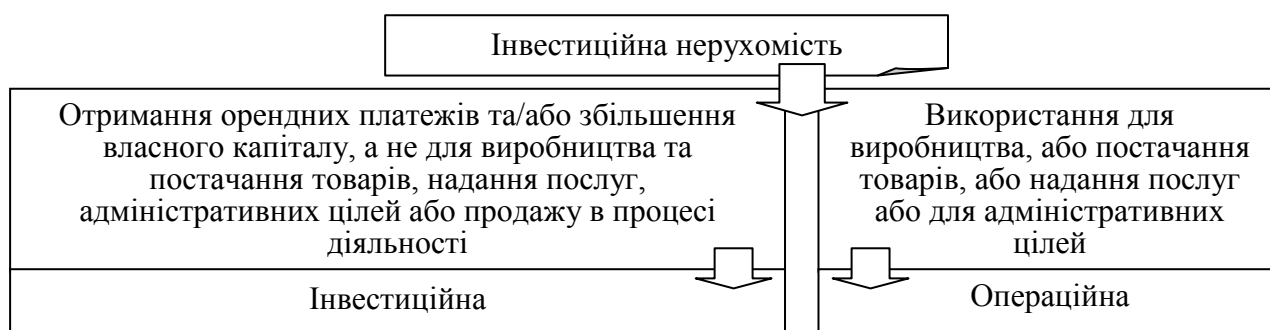 Інвестиційна нерухомість
Отримання орендних платежів та/або збільшення
власного капіталу, а не для виробництва та
постачання товарів, надання послуг,
адміністративних цілей або продажу в процесі
діяльності
Використання для
виробництва, або постачання
товарів, або надання послуг
або для адміністративних
цілей
Інвестиційна
Операційна